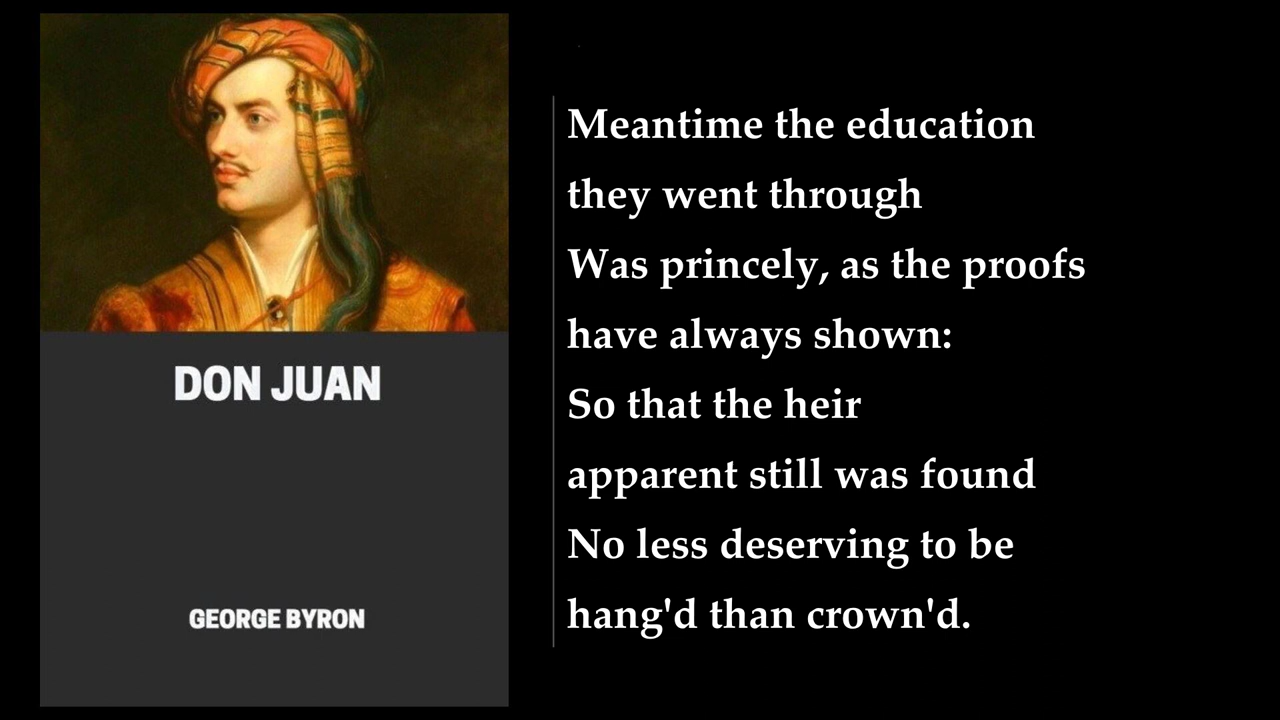 DON JUAN
GEORGE BYRON
Meantime the education
they went through
Was princely, as the proofs
have always shown:
So that the heir
apparent still was found
No less deserving to be
hang'd than crown'd.